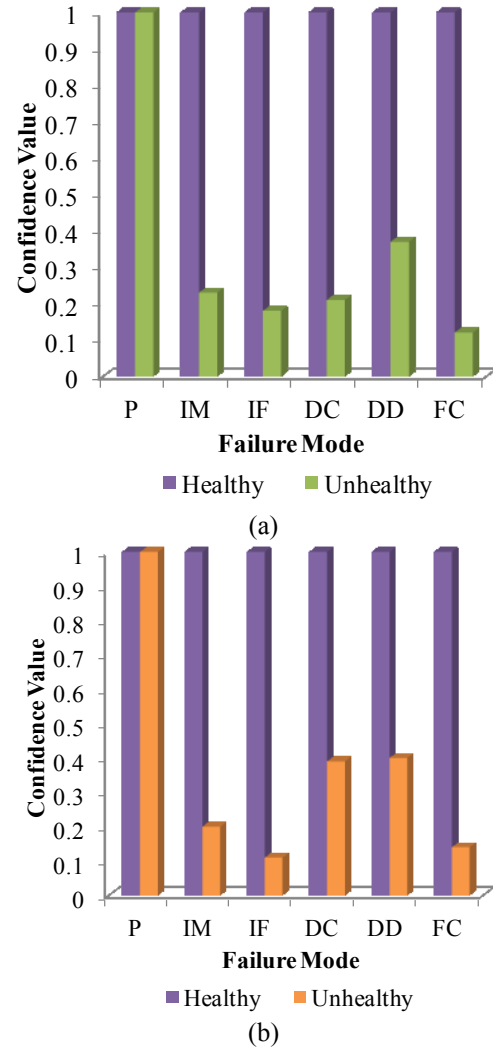 1
0.9
0.8
0.7
0.6
0.5
0.4
0.3
0.2
0.1
0
Confidence Value
P IM IF DC DD FC
Failure Mode
Healthy Unhealthy
(a)
1
0.9
0.8
0.7
0.6
0.5
0.4
0.3
0.2
0.1
0
Confidence Value
P IM IF DC DD FC
Failure Mode
Healthy Unhealthy
(b)